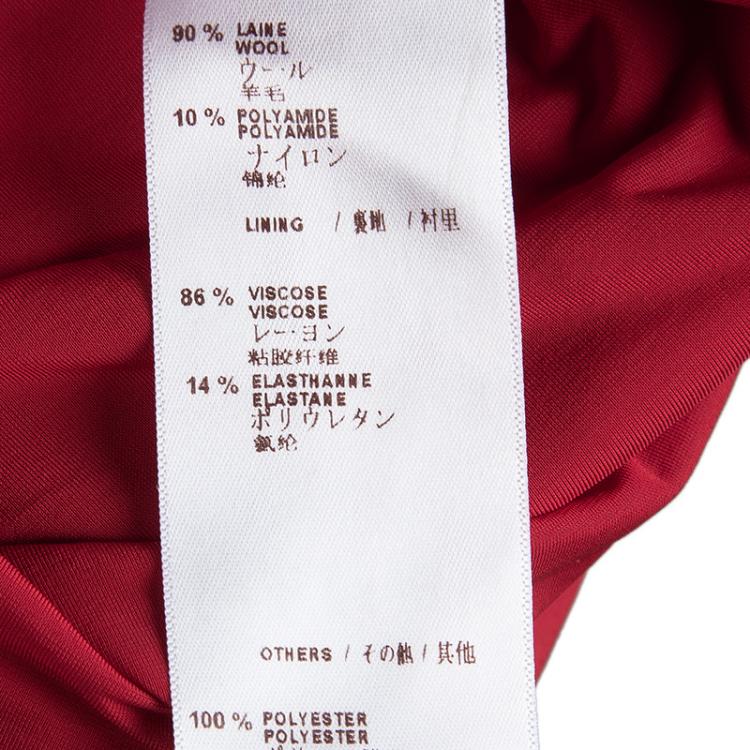 90 % LAINE
WOOL
ウール
羊毛
10 % POLYAMIDE
POLYAMIDE
ナイロン
锦纶
LINING / 裏地 / 衬里
86 % VISCOSE
VISCOSE
レーヨン
粘胶纤维
14 % ELASTHANNE
ELASTANE
ポリウレタン
氨纶
OTHERS / その他 / 其他
100 % POLYESTER
POLYESTER